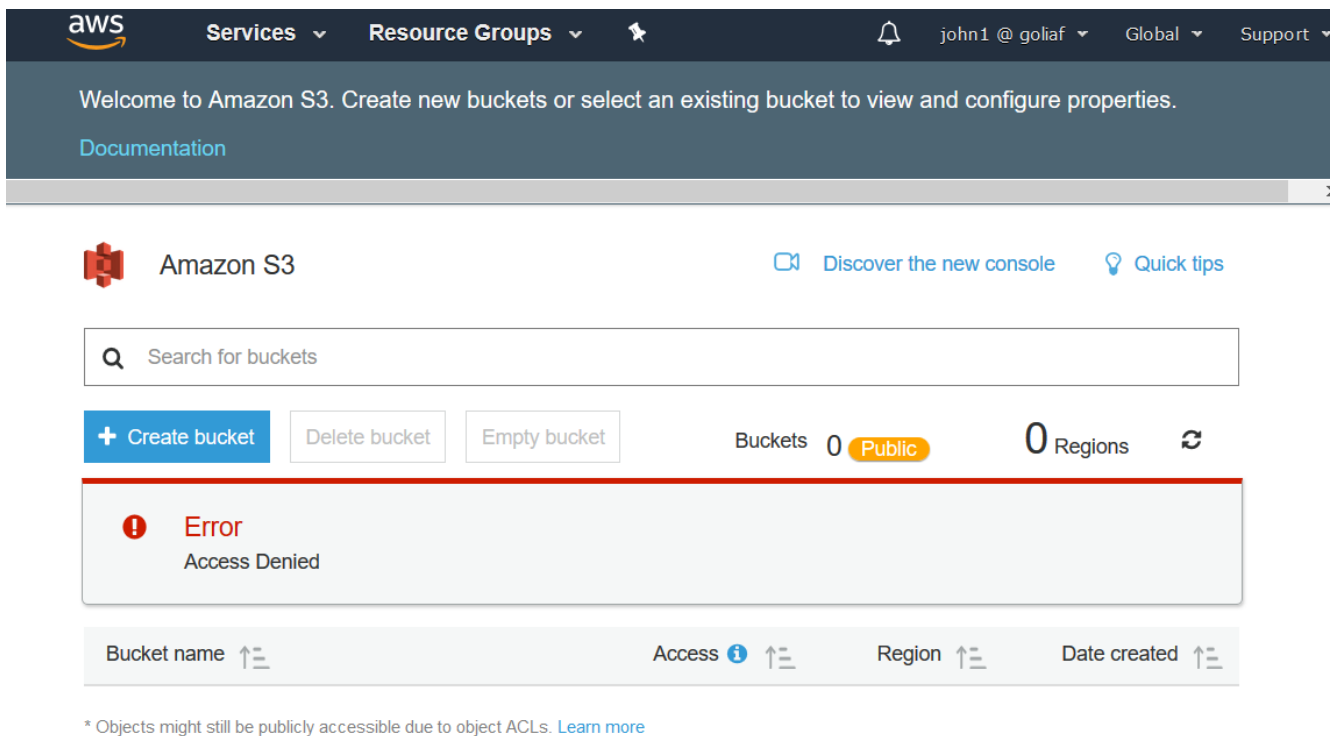 aws Services Resource Groups john1 @ goliaf Global Support
Welcome to Amazon S3. Create new buckets or select an existing bucket to view and configure properties.
Documentation
Amazon S3 Discover the new console Quick tips
Search for buckets
+ Create bucket Delete bucket Empty bucket Buckets 0 Public 0 Regions
Error
Access Denied
Bucket name Access Region Date created
* Objects might still be publicly accessible due to object ACLs. Learn more